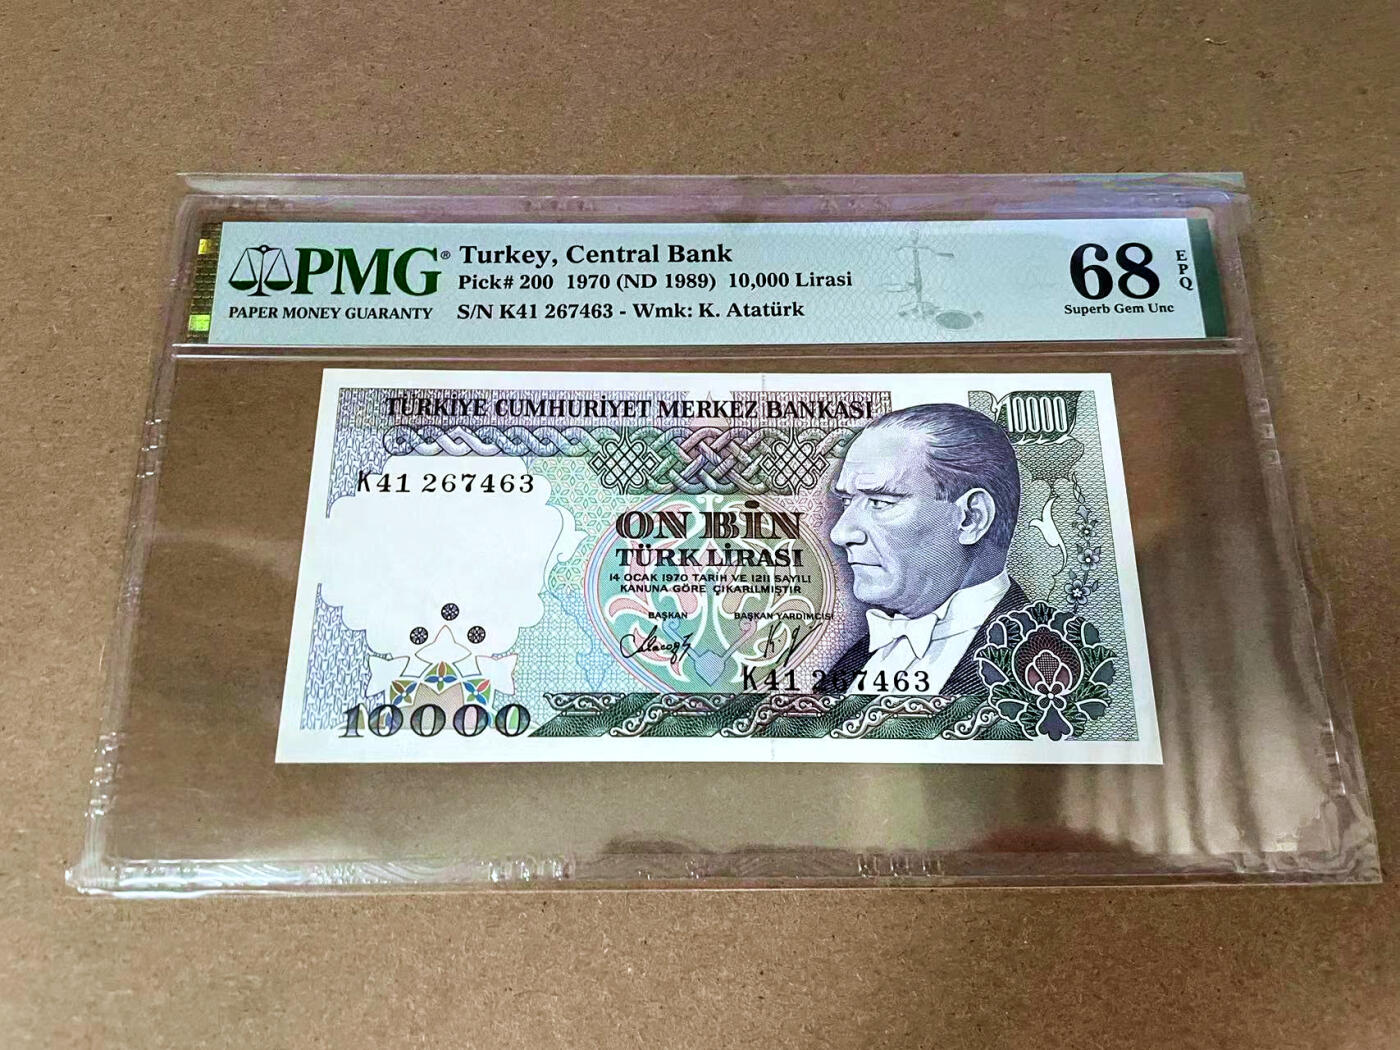 PMG®
PAPER MONEY GUARANTY
Turkey, Central Bank
Pick# 200 1970 (ND 1989) 10,000 Lirasi
S/N K41 267463 - Wmk: K. Atatürk
68
EPQ
Superb Gem Unc
TÜRKİYE CUMHURİYET MERKEZ BANKASI
10000
K41 267463
ON BİN
TÜRK LİRASI
14 OCAK 1970 TARİH VE 1211 SAYILI
KANUNA GÖRE ÇIKARILMIŞTIR
BAŞKAN BAŞKAN YARDIMCISI
K41 267463
10000